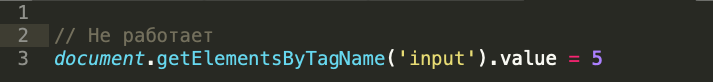 1
2 // Не работает
3 document.getElementsByTagName('input').value = 5